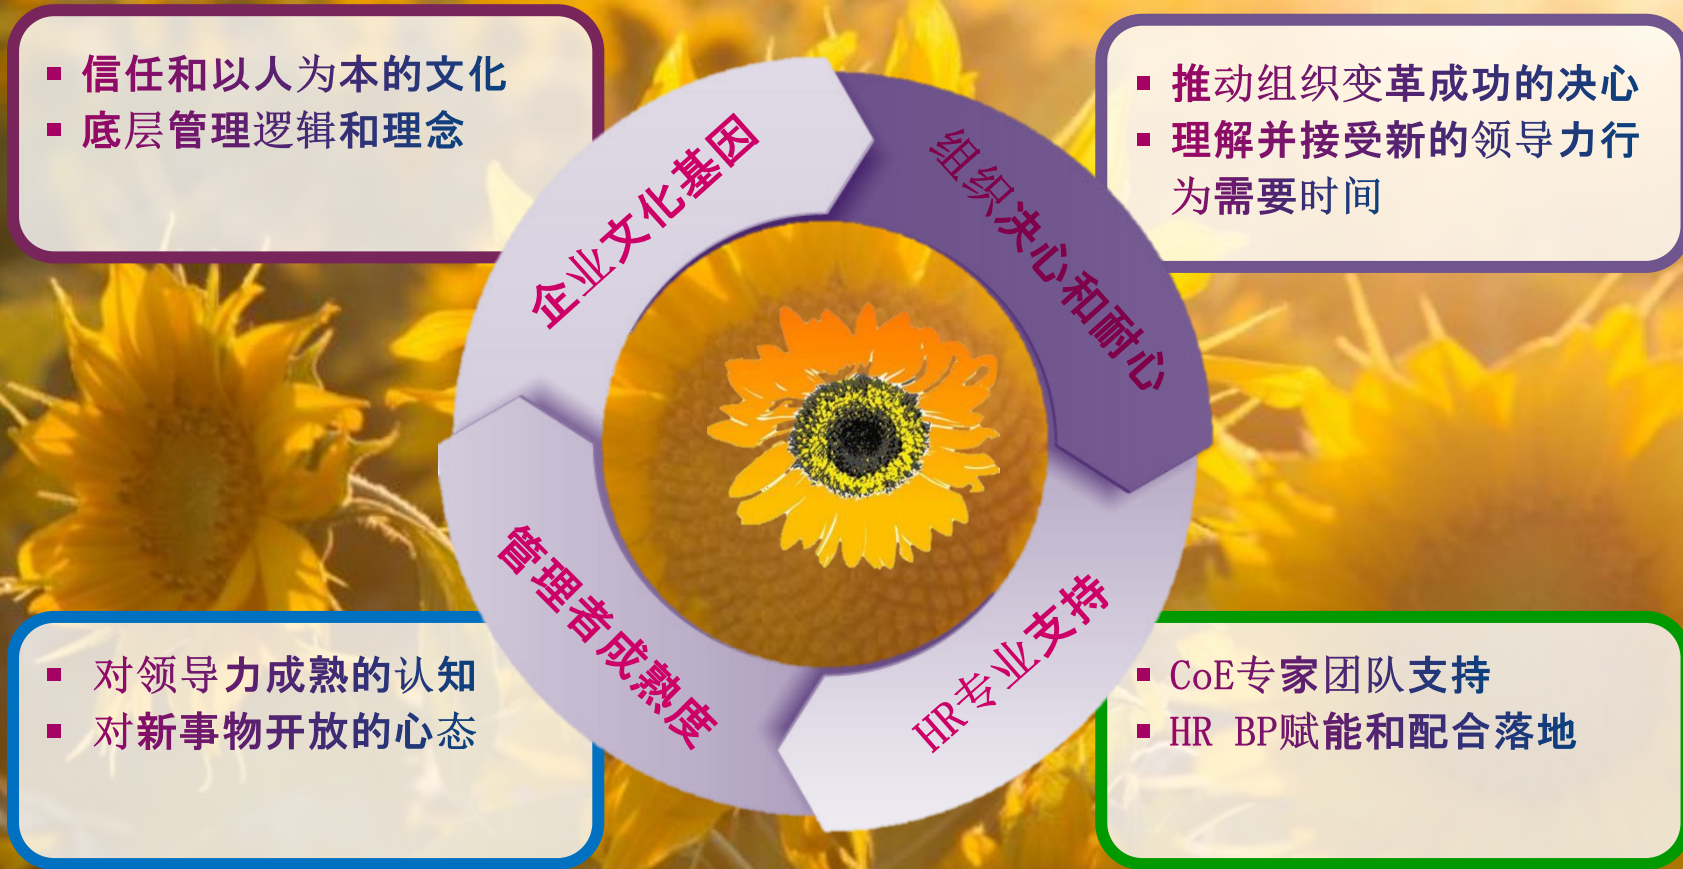 信任和以人为本的文化
底层管理逻辑和理念
推动组织变革成功的决心
理解并接受新的领导力行
为需要时间
企业文化基因
组织决心和耐心
管理者成熟度
HR专业支持
对领导力成熟的认知
对新事物开放的心态
CoE专家团队支持
HR BP赋能和配合落地